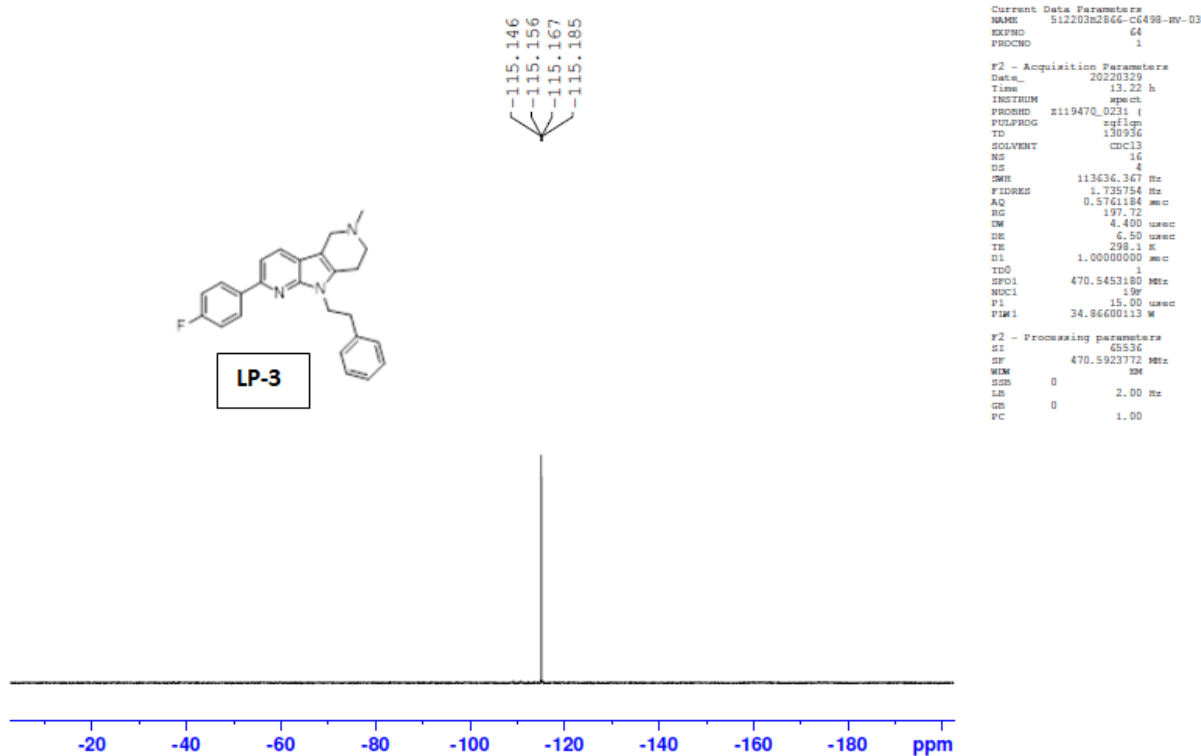 -115.146
-115.156
-115.167
-115.185
Current Data Parameters
NAME 512203B2866-C6498-RV-03
EXPNO 64
PROCNO 1
F2 - Acquisition Parameters
Date_ 20220329
Time 13.22 h
INSTRUM spect
PROBHD Z119470_0231 (
PULPROG zgflqn
TD 130936
SOLVENT CDCl3
NS 16
DS 4
SWH 113636.367 Hz
FIDRES 1.735754 Hz
AQ 0.5761184 sec
RG 197.72
DW 4.400 usec
DE 6.50 usec
TE 298.1 K
D1 1.00000000 sec
TD0 1
SFO1 470.5453180 MHz
NUC1 19F
P1 15.00 usec
PLW1 34.86600113 W
F2 - Processing parameters
SI 65536
SF 470.5923772 MHz
WDW EM
SSB 0
LB 2.00 Hz
GB 0
PC 1.00
N
N
N
F
LP-3
-20 -40 -60 -80 -100 -120 -140 -160 -180 ppm